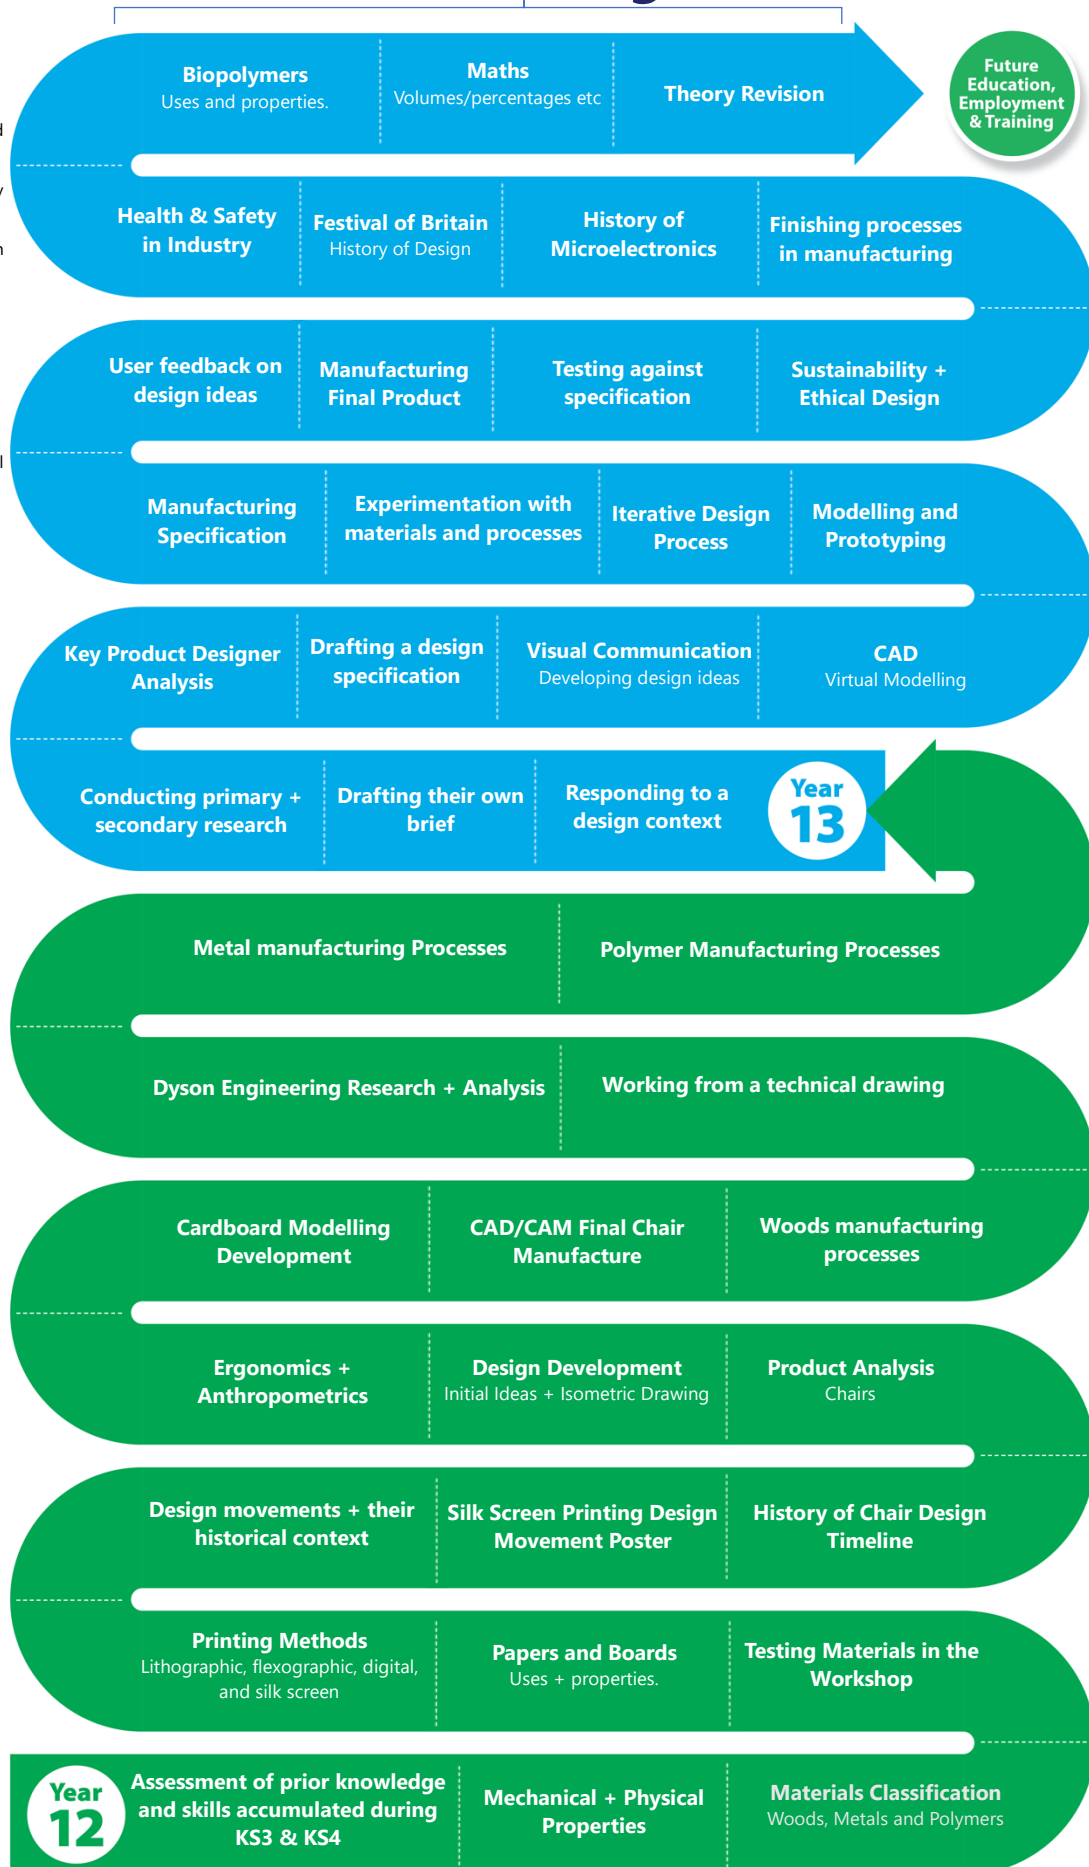 Biopolymers
Uses and properties.
Maths
Volumes/percentages etc
Theory Revision
Future
Education,
Employment
& Training
Health & Safety
in Industry
Festival of Britain
History of Design
History of
Microelectronics
Finishing processes
in manufacturing
User feedback on
design ideas
Manufacturing
Final Product
Testing against
specification
Sustainability +
Ethical Design
Manufacturing
Specification
Experimentation with
materials and processes
Iterative Design
Process
Modelling and
Prototyping
Key Product Designer
Analysis
Drafting a design
specification
Visual Communication
Developing design ideas
CAD
Virtual Modelling
Conducting primary +
secondary research
Drafting their own
brief
Responding to a
design context
Year
13
Metal manufacturing Processes
Polymer Manufacturing Processes
Dyson Engineering Research + Analysis
Working from a technical drawing
Cardboard Modelling
Development
CAD/CAM Final Chair
Manufacture
Woods manufacturing
processes
Ergonomics +
Anthropometrics
Design Development
Initial Ideas + Isometric Drawing
Product Analysis
Chairs
Design movements + their
historical context
Silk Screen Printing Design
Movement Poster
History of Chair Design
Timeline
Printing Methods
Lithographic, flexographic, digital,
and silk screen
Papers and Boards
Uses + properties.
Testing Materials in the
Workshop
Year
12
Assessment of prior knowledge
and skills accumulated during
KS3 & KS4
Mechanical + Physical
Properties
Materials Classification
Woods, Metals and Polymers